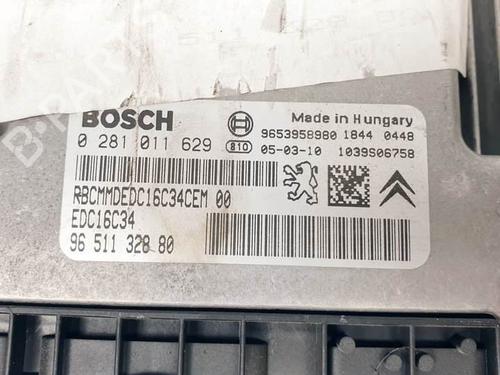 BOSCH
Made in Hungary
0 281 011 629
9653958980 1844 0448
810
05-03-10
1039S06758
RBCMMDEDC16C34CEM 00
EDC16C34
96 511 328 80